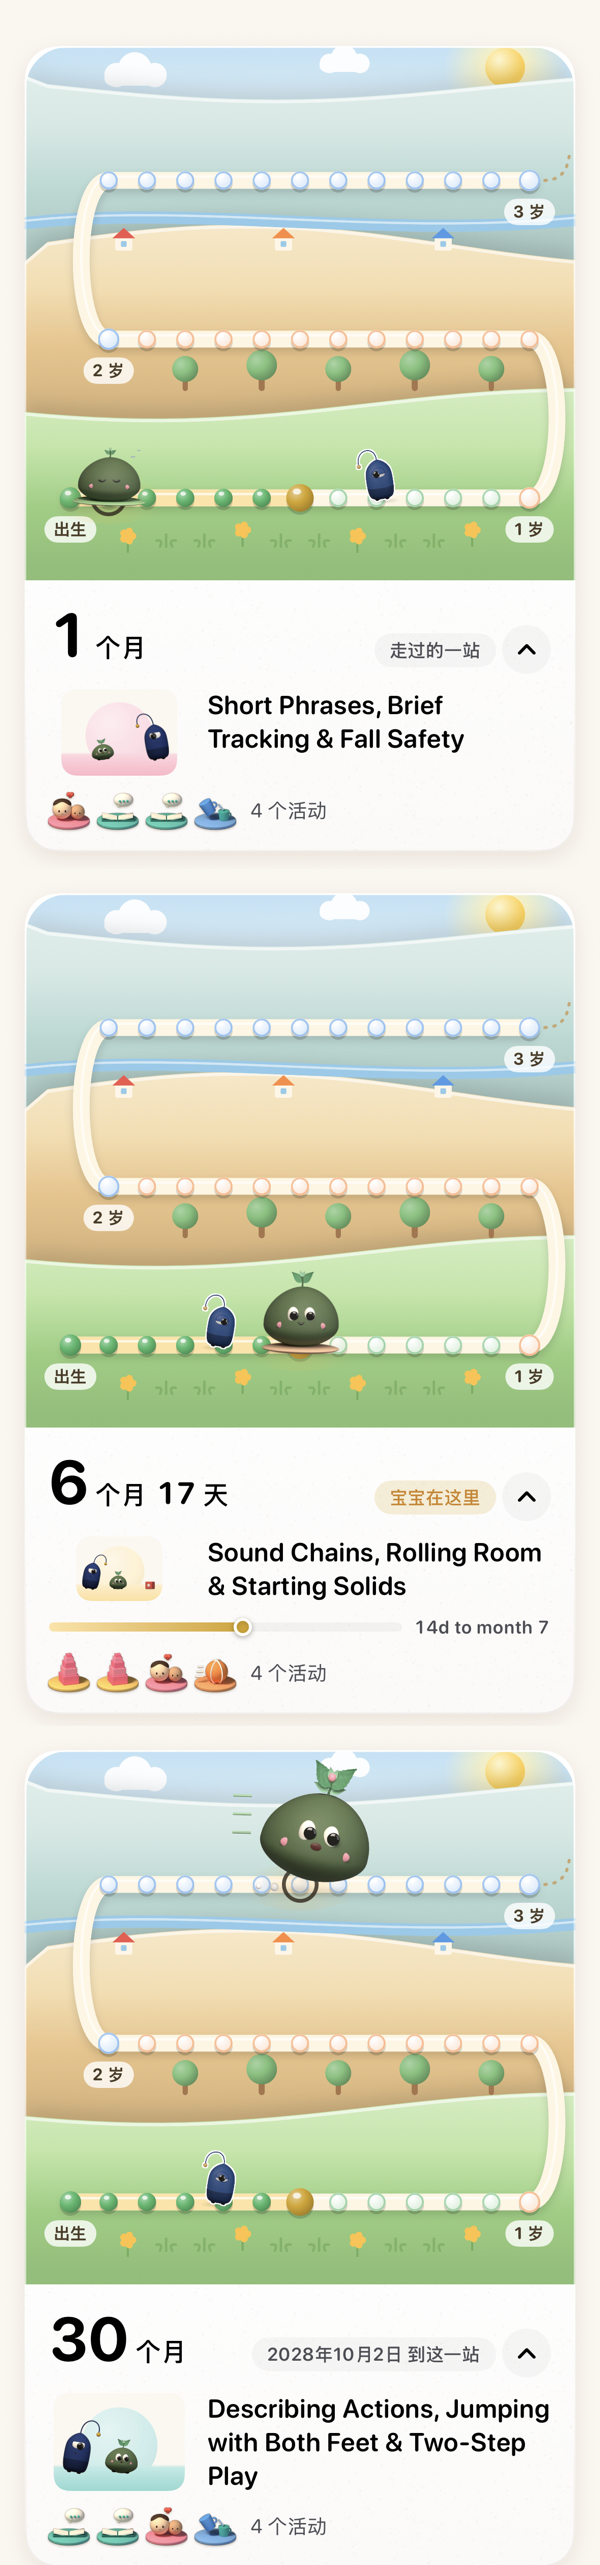 3 岁
2 岁
出生
1 岁
1 个月
走过的一站
Short Phrases, Brief
Tracking & Fall Safety
4 个活动
3 岁
2 岁
出生
1 岁
6 个月 17 天
宝宝在这里
Sound Chains, Rolling Room
& Starting Solids
14d to month 7
4 个活动
3 岁
2 岁
出生
1 岁
30 个月
2028年10月2日 到这一站
Describing Actions, Jumping
with Both Feet & Two-Step
Play
4 个活动